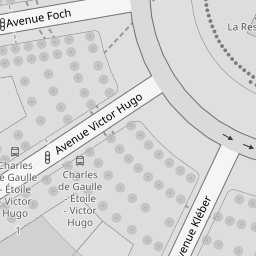 Avenue Foch
La Res
Avenue Victor Hugo
Charles
de Gaulle
- Étoile
- Victor
Hugo
Charles
de Gaulle
- Étoile
- Victor
Hugo
1
venue Kléber